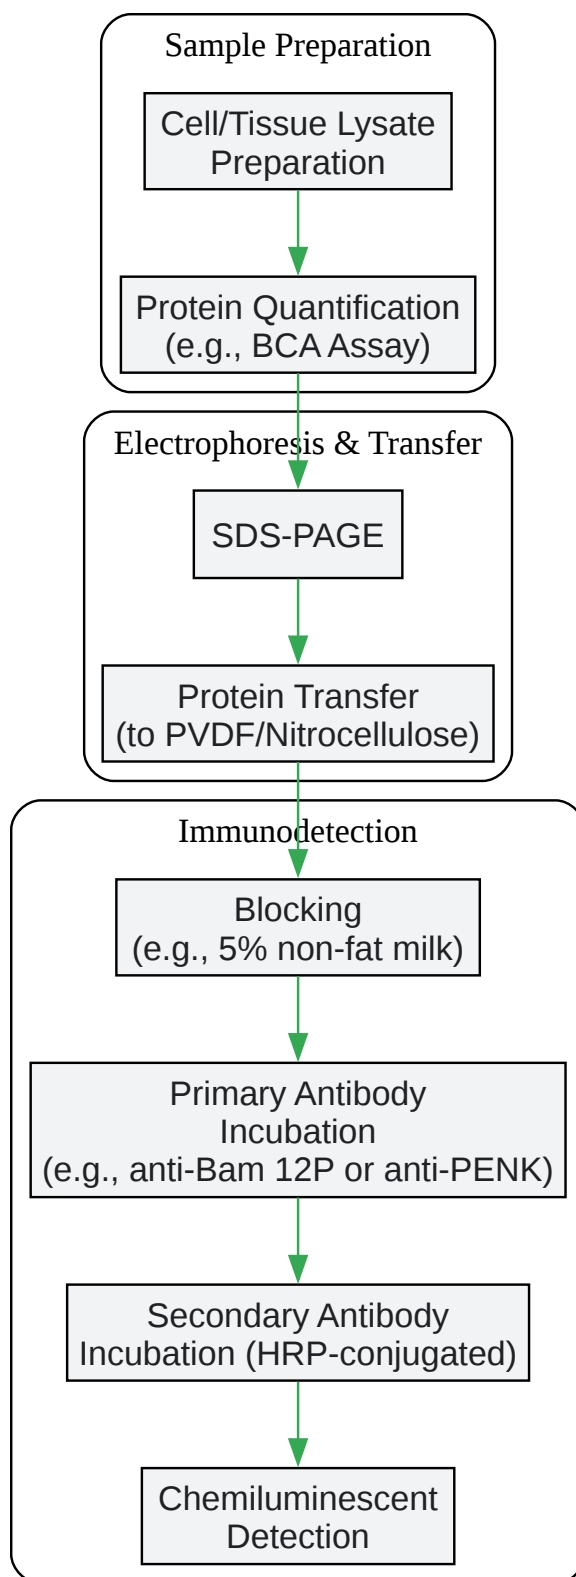 Sample Preparation
Cell/Tissue Lysate
Preparation
Protein Quantification
(e.g., BCA Assay)
Electrophoresis & Transfer
SDS-PAGE
Protein Transfer
(to PVDF/Nitrocellulose)
Immunodetection
Blocking
(e.g., 5% non-fat milk)
Primary Antibody
Incubation
(e.g., anti-Bam 12P or anti-PENK)
Secondary Antibody
Incubation (HRP-conjugated)
Chemiluminescent
Detection